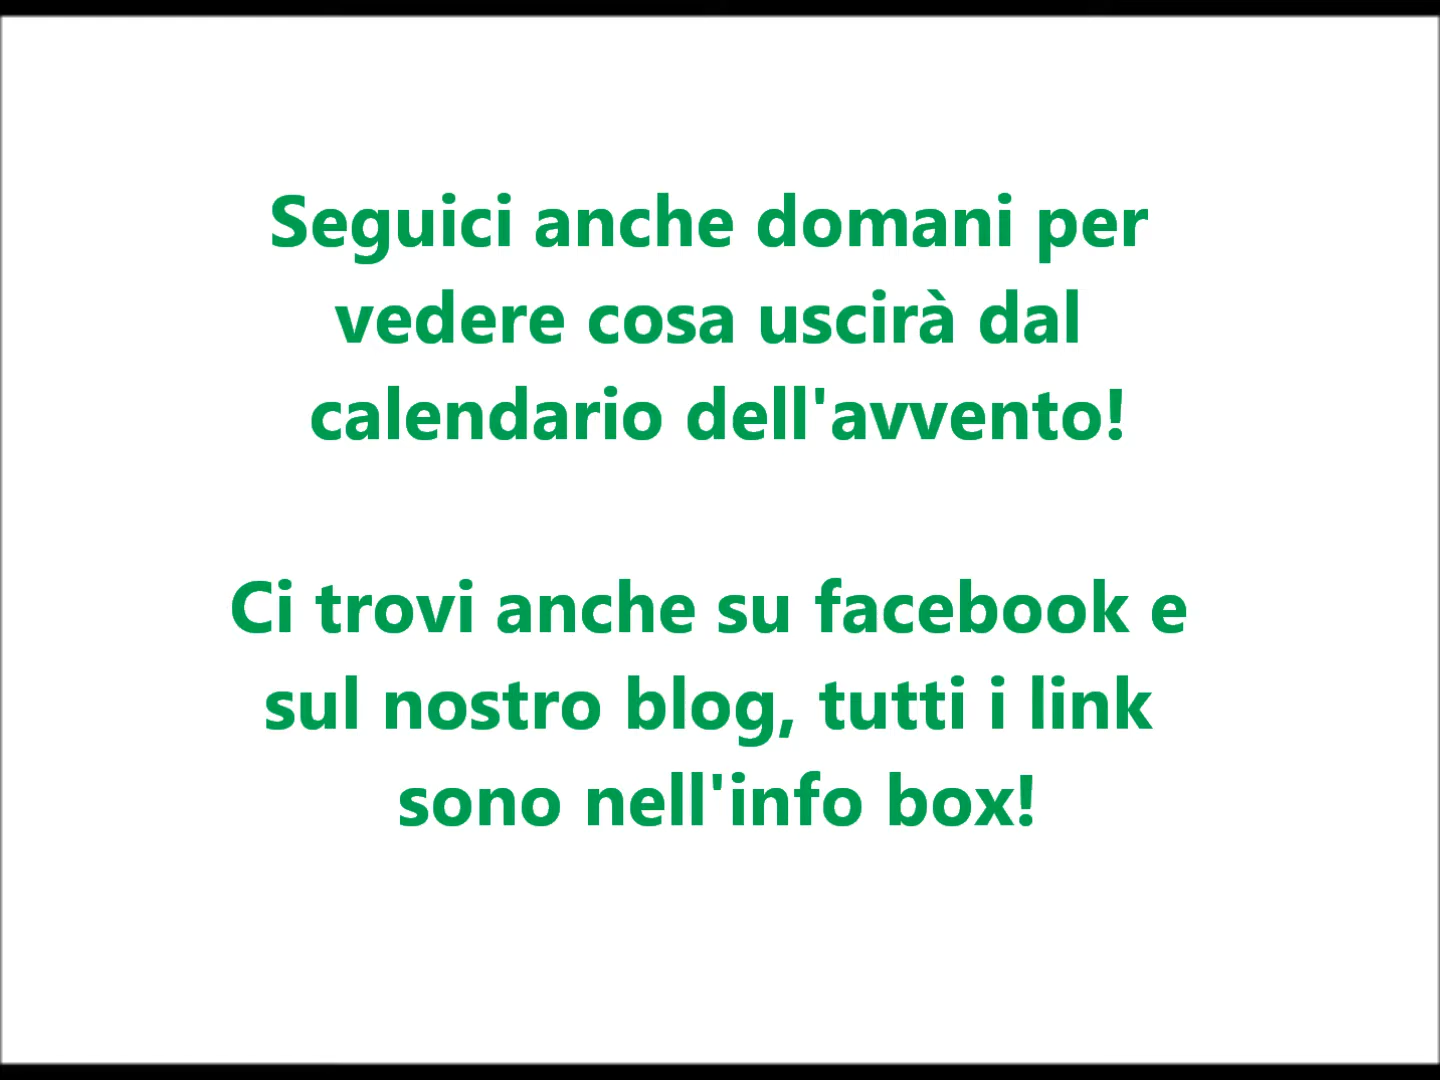 Seguici anche domani per
vedere cosa uscirà dal
calendario dell'avvento!
Ci trovi anche su facebook e
sul nostro blog, tutti i link
sono nell'info box!